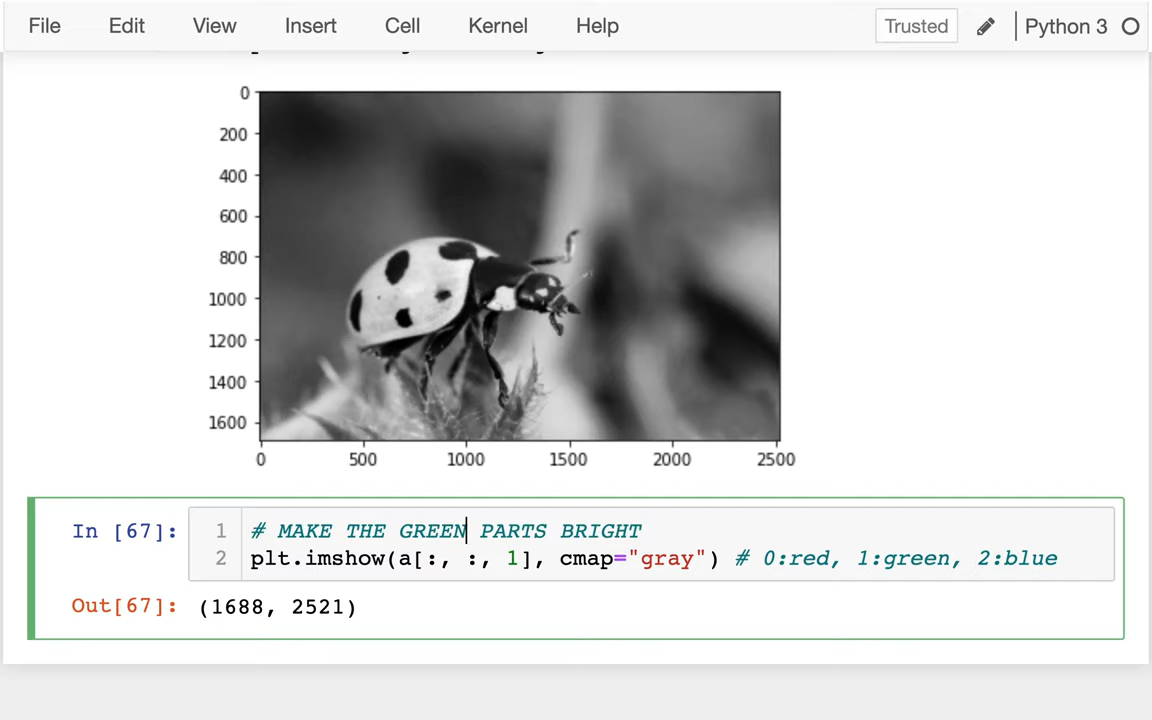 File Edit View Insert Cell Kernel Help Trusted Python 3
0
200
400
600
800
1000
1200
1400
1600
0 500 1000 1500 2000 2500
In [67]: 1 # MAKE THE GREEN PARTS BRIGHT
2 plt.imshow(a[:, :, 1], cmap="gray") # 0:red, 1:green, 2:blue
Out[67]: (1688, 2521)